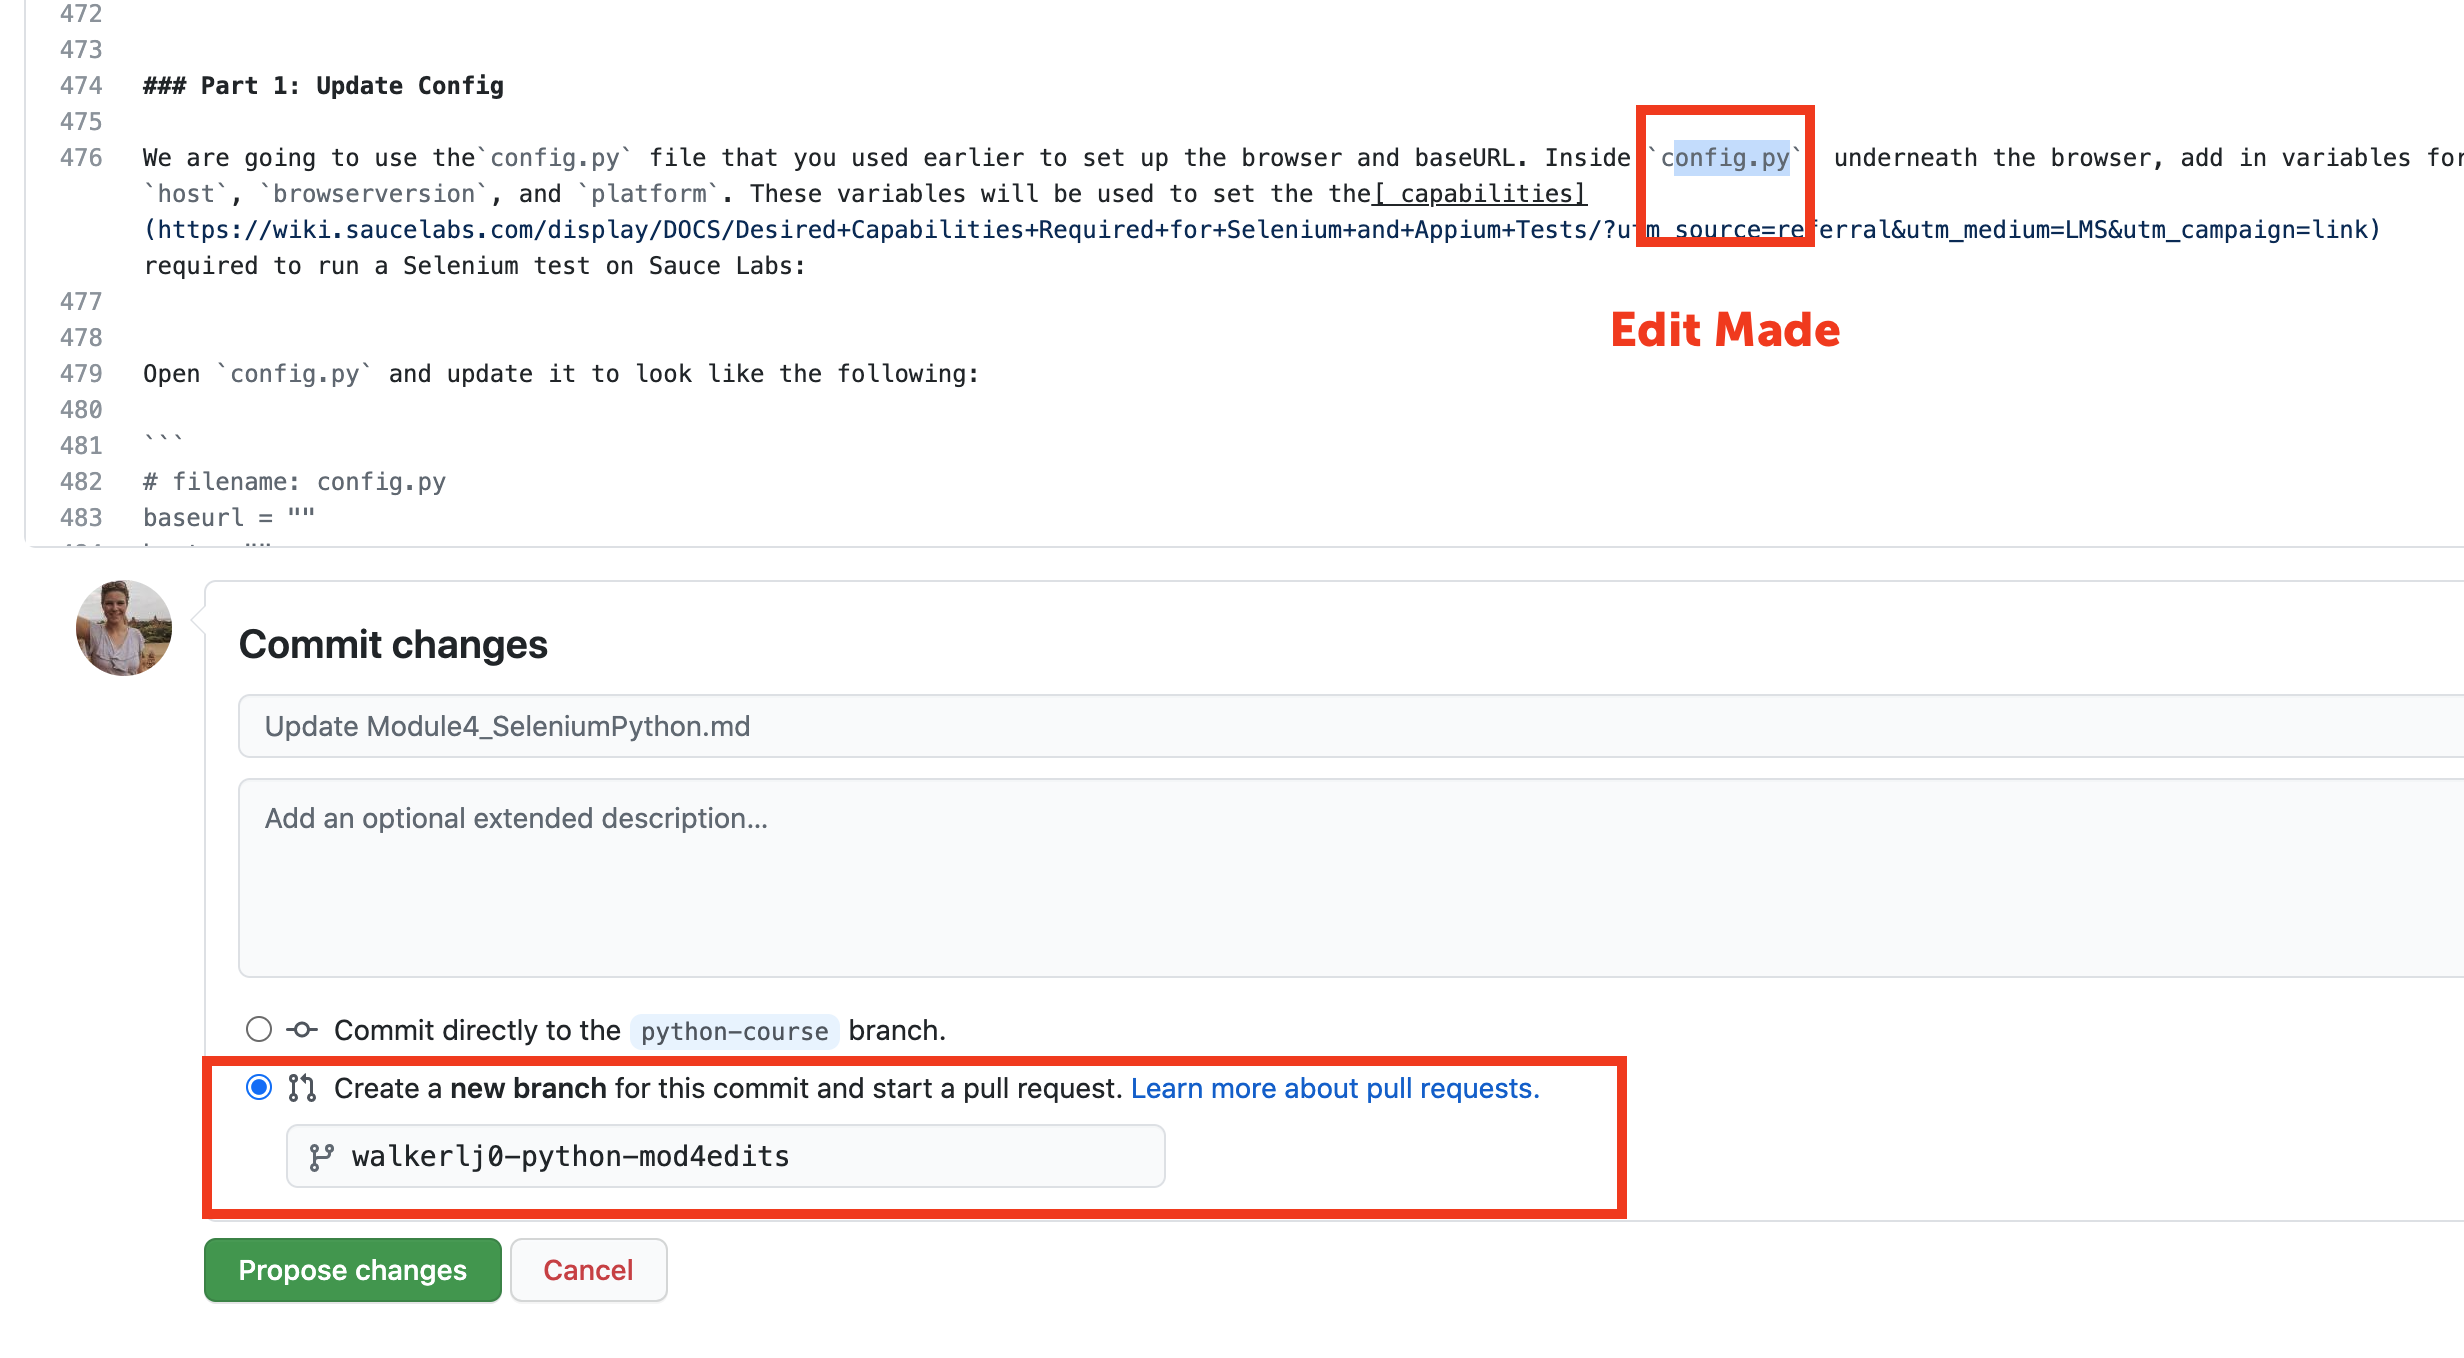 472
473
474 ### Part 1: Update Config
475
476 We are going to use the`config.py` file that you used earlier to set up the browser and baseURL. Inside `config.py`  underneath the browser, add in variables for
`host`, `browserversion`, and `platform`. These variables will be used to set the the[ capabilities]
(https://wiki.saucelabs.com/display/DOCS/Desired+Capabilities+Required+for+Selenium+and+Appium+Tests/?utm_source=referral&utm_medium=LMS&utm_campaign=link)
required to run a Selenium test on Sauce Labs:
477
Edit Made
478
479 Open `config.py` and update it to look like the following:
480
481 ```
482 # filename: config.py
483 baseurl = ""
Commit changes
Update Module4_SeleniumPython.md
Add an optional extended description...
Commit directly to the python-course branch.
Create a new branch for this commit and start a pull request. Learn more about pull requests.
walkerlj0-python-mod4edits
Propose changes Cancel